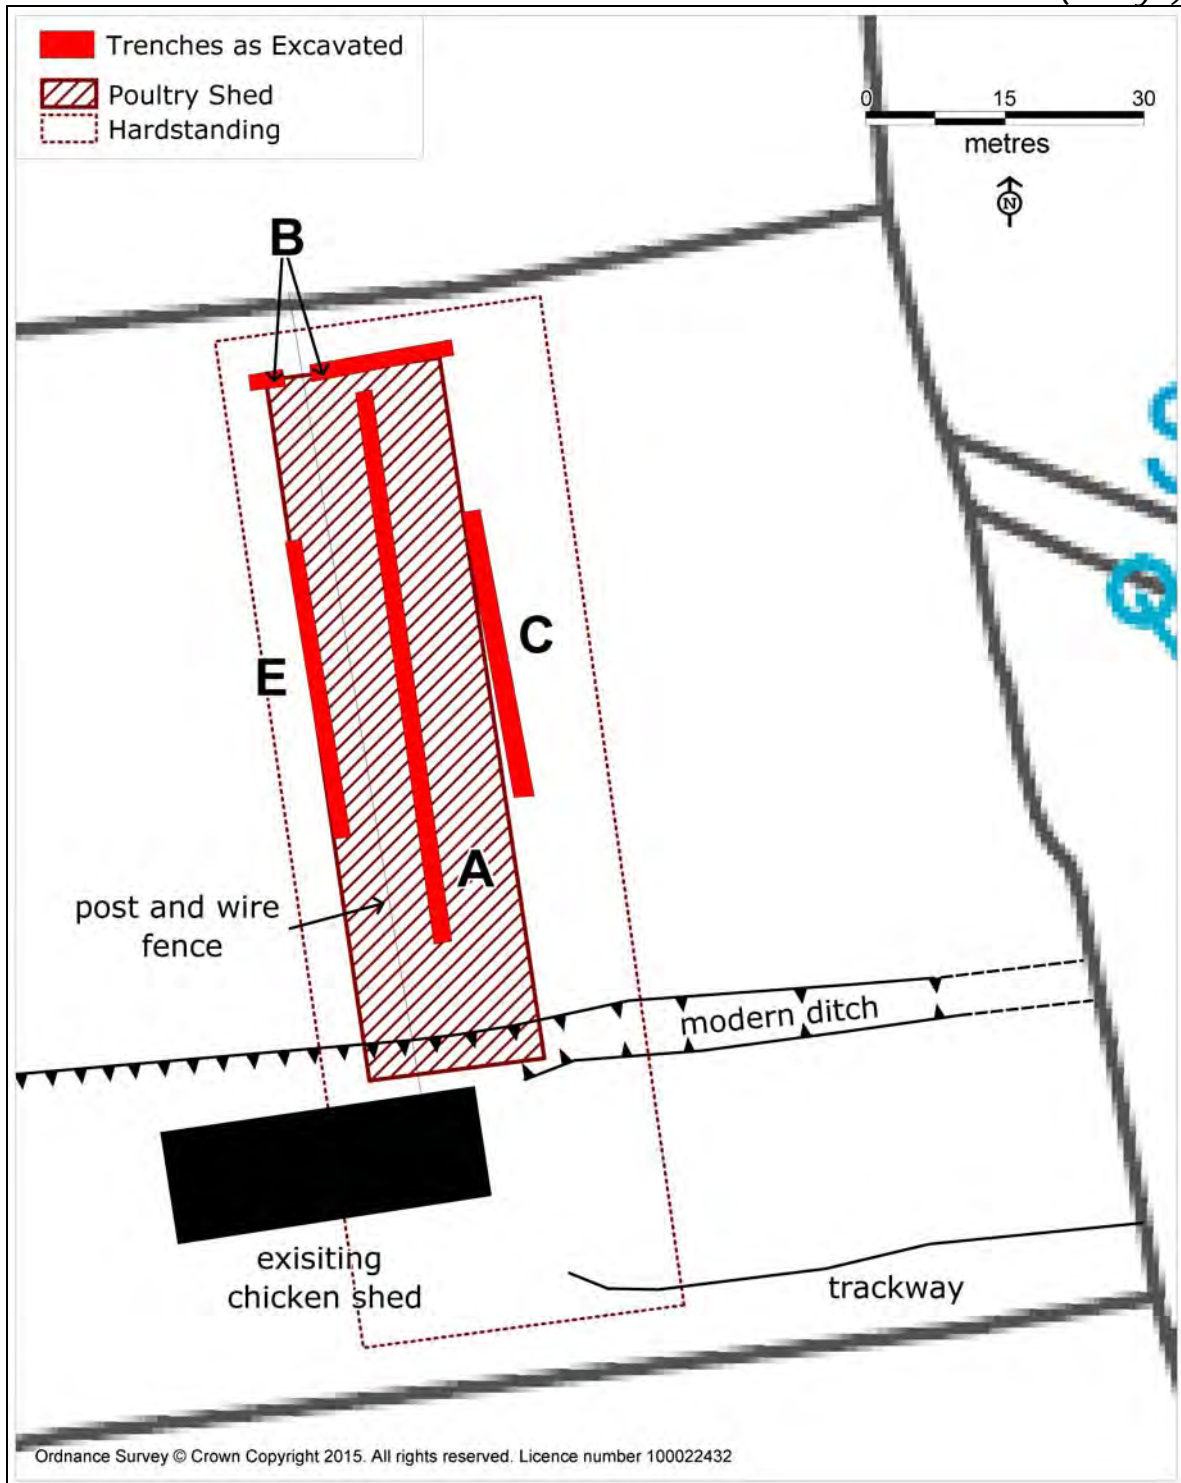 Trenches as Excavated
Poultry Shed
Hardstanding
0 15 30
metres
N
B
C
E
A
post and wire
fence
modern ditch
exisiting
chicken shed
trackway
Ordnance Survey © Crown Copyright 2015. All rights reserved. Licence number 100022432